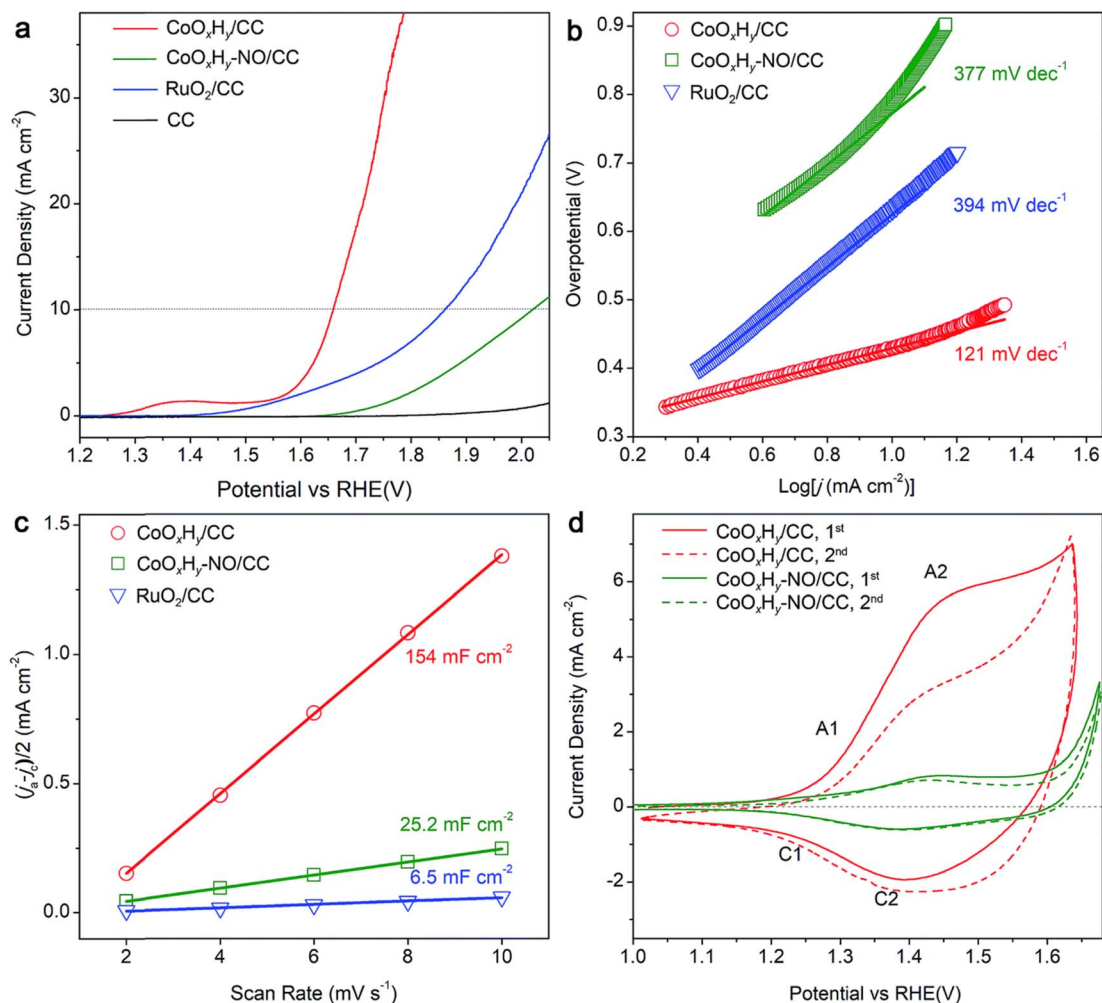 a
CoOxHy/CC
CoOxHy-NO/CC
RuO2/CC
CC
30
20
10
0
Current Density (mA cm-2)
1.2 1.3 1.4 1.5 1.6 1.7 1.8 1.9 2.0
Potential vs RHE(V)
b
CoOxHy/CC
CoOxHy-NO/CC
RuO2/CC
377 mV dec-1
394 mV dec-1
121 mV dec-1
0.9
0.8
0.7
0.6
0.5
0.4
0.3
Overpotential (V)
0.2 0.4 0.6 0.8 1.0 1.2 1.4 1.6
Log[j (mA cm-2)]
c
CoOxHy/CC
CoOxHy-NO/CC
RuO2/CC
154 mF cm-2
25.2 mF cm-2
6.5 mF cm-2
1.5
1.0
0.5
0.0
(ja-jc)/2 (mA cm-2)
2 4 6 8 10
Scan Rate (mV s-1)
d
CoOxHy/CC, 1st
CoOxHy/CC, 2nd
CoOxHy-NO/CC, 1st
CoOxHy-NO/CC, 2nd
A2
A1
C1
C2
6
4
2
0
-2
Current Density (mA cm-2)
1.0 1.1 1.2 1.3 1.4 1.5 1.6
Potential vs RHE(V)